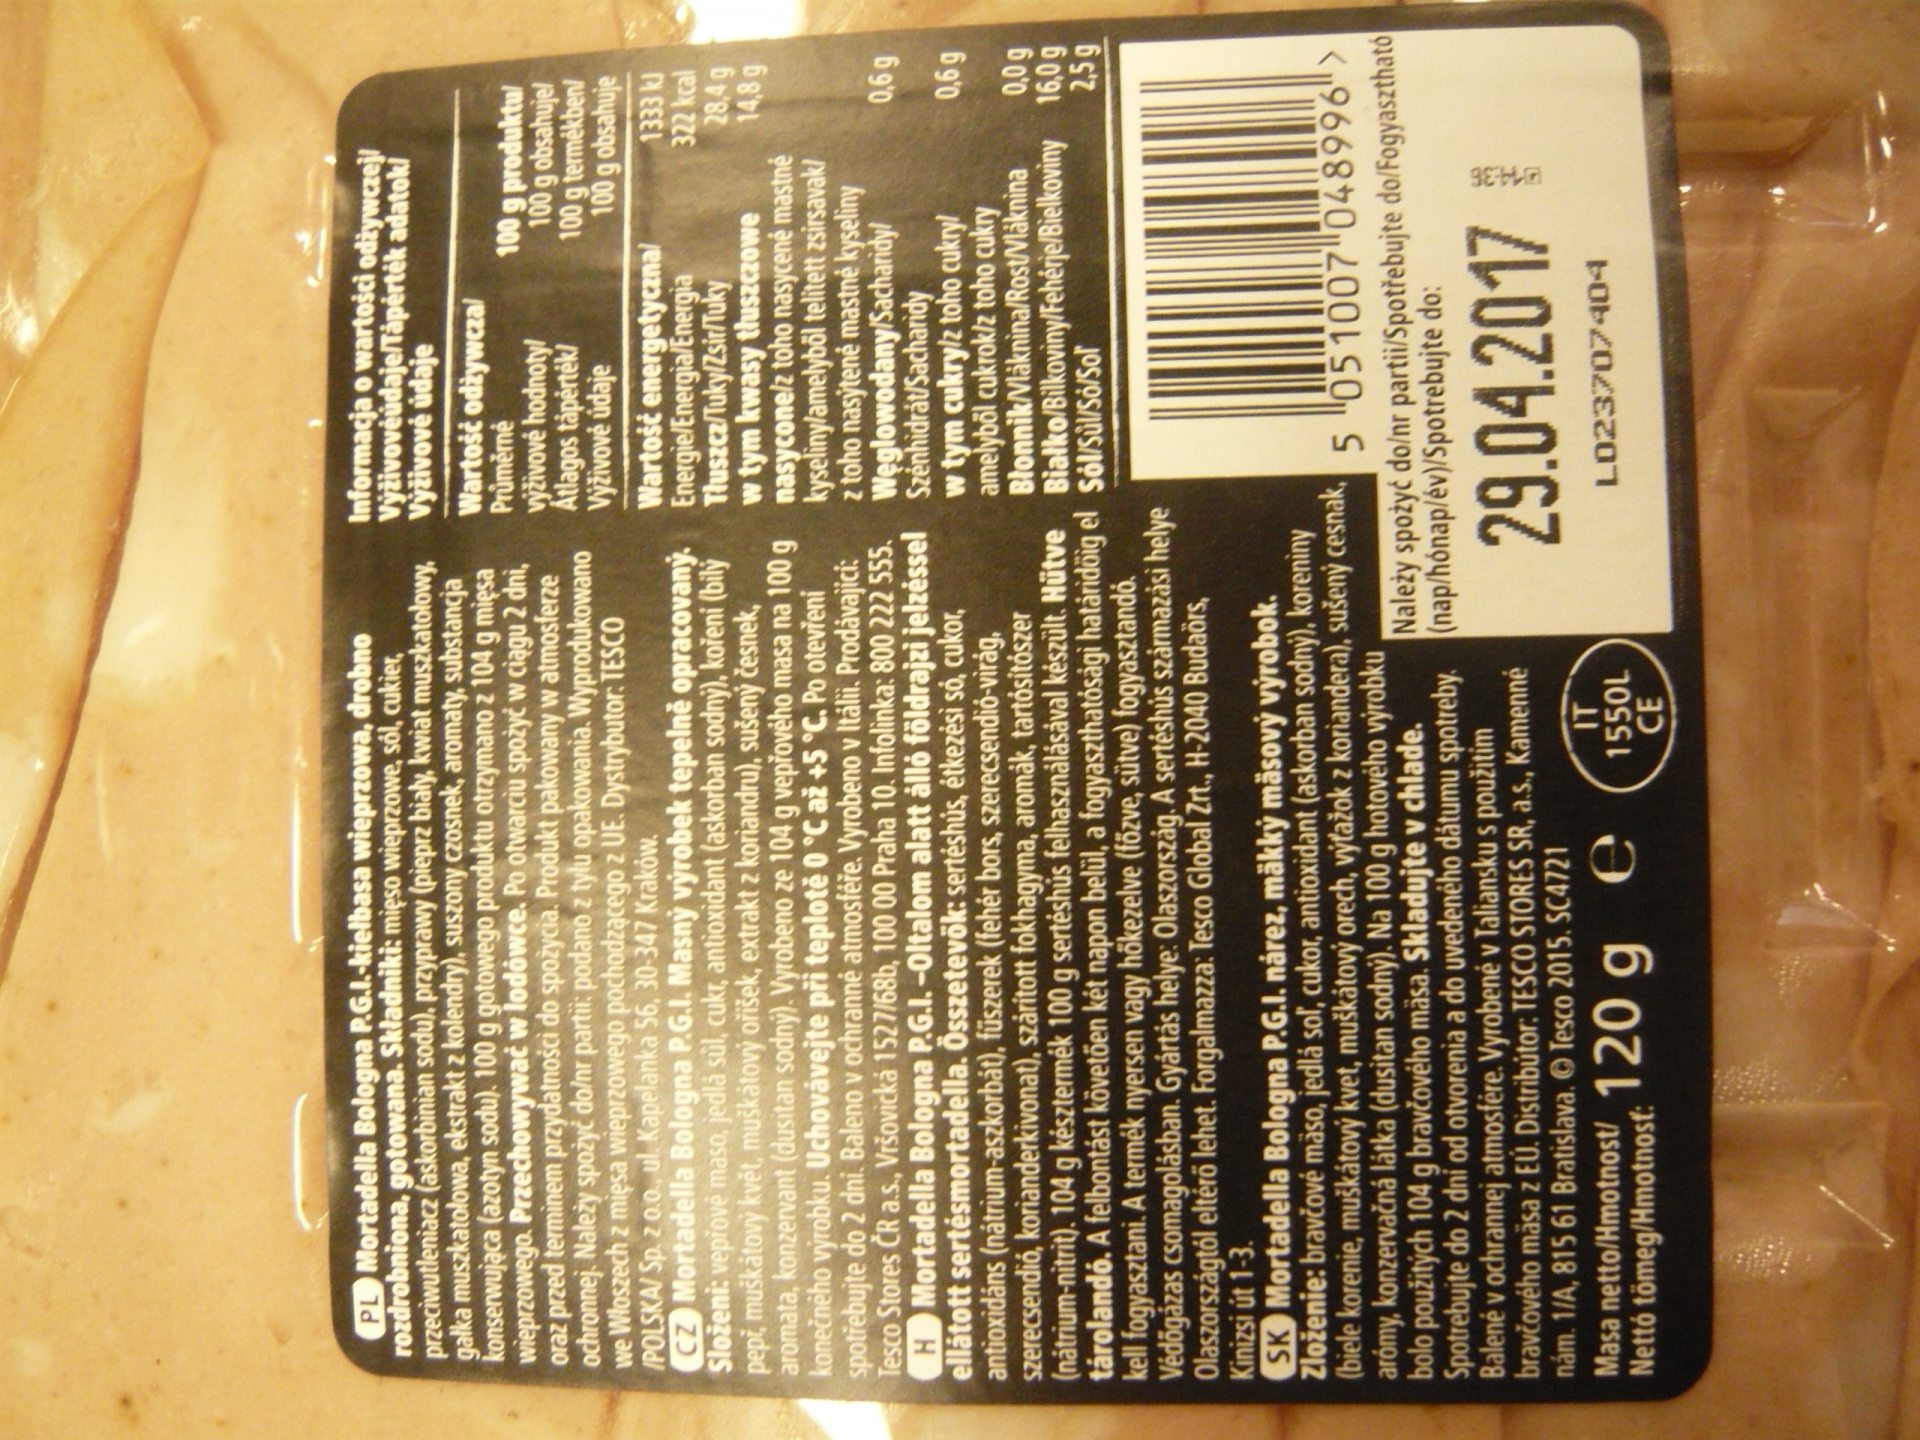 PL Mortadella Bologna P.G.I.-kiełbasa wieprzowa, drobno
rozdrobniona, gotowana. Składniki: mięso wieprzowe, sól, cukier,
przeciwutleniacz (askorbinian sodu), przyprawy (pieprz biały, kwiat muszkatołowy,
gałka muszkatołowa, ekstrakt z kolendry), suszony czosnek, aromaty, substancja
konserwująca (azotyn sodu). 100 g gotowego produktu otrzymano z 104 g mięsa
wieprzowego. Przechowywać w lodówce. Po otwarciu spożyć w ciągu 2 dni,
oraz przed terminem przydatności do spożycia. Produkt pakowany w atmosferze
ochronnej. Należy spożyć do/nr partii: podano z tyłu opakowania. Wyprodukowano
we Włoszech z mięsa wieprzowego pochodzącego z UE. Dystrybutor: TESCO
/POLSKA/ Sp. z o.o. ul. Kapelanka 56, 30-347 Kraków.
CZ Mortadella Bologna P.G.I. Masný výrobek tepelně opracovaný.
Složení: vepřové maso, jedlá sůl, cukr, antioxidant (askorban sodný), koření (bílý
pepř, muškátový květ, muškátový oříšek, extrakt z koriandru), sušený česnek,
aromata, konzervant (dusitan sodný). Vyrobeno ze 104 g vepřového masa na 100 g
konečného výrobku. Uchovávejte při teplotě 0 °C až +5 °C. Po otevření
spotřebujte do 2 dní. Baleno v ochranné atmosféře. Vyrobeno v Itálii. Prodávající:
Tesco Stores ČR a.s., Vršovická 1527/68b, 100 00 Praha 10. Infolinka: 800 222 555.
H Mortadella Bologna P.G.I. -Oltalom alatt álló földrajzi jelzéssel
ellátott sertésmortadella. Összetevők: sertéshús, étkezési só, cukor,
antioxidáns (nátrium-aszkorbát), fűszerek (fehér bors, szerecsendió-virág,
szerecsendió, korianderkivonat), szárított fokhagyma, aromák, tartósítószer
(nátrium-nitrit). 104 g késztermék 100 g sertéshús felhasználásával készült. Hűtve
tárolandó. A felbontást követően két napon belül, a fogyaszthatósági határidőig el
kell fogyasztani. A termék nyersen vagy hőkezelve (főzve, sütve) fogyasztandó.
Védőgázas csomagolásban. Gyártás helye: Olaszország. A sertéshús származási helye
Olaszországtól eltérő lehet. Forgalmazza: Tesco Global Zrt., H-2040 Budaörs,
Kinizsi út 1-3.
SK Mortadella Bologna P.G.I. nárez, mäkký mäsový výrobok.
Zloženie: bravčové mäso, jedlá soľ, cukor, antioxidant (askorban sodný), koreniny
(biele korenie, muškátový kvet, muškátový orech, výťažok z koriandera), sušený cesnak,
arómy, konzervačná látka (dusitan sodný). Na 100 g hotového výrobku
bolo použitých 104 g bravčového mäsa. Skladujte v chlade.
Spotrebujte do 2 dní od otvorenia a do uvedeného dátumu spotreby.
Balené v ochrannej atmosfére. Vyrobené v Taliansku s použitím
bravčového mäsa z EÚ. Distribútor: TESCO STORES SR, a.s., Kamenné
nám. 1/A, 815 61 Bratislava. © Tesco 2015. SC4721
Masa netto/Hmotnost/
Nettó tömeg/Hmotnosť: 120 g e
IT
1550L
CE
Informacja o wartości odżywczej/
Výživovéúdaje/Tápérték adatok/
Výživové údaje
Wartość odżywcza/ 100 g produktu/
Průměrné 100 g obsahuje/
výživové hodnoty/ 100 g termékben/
Átlagos tápérték/ 100 g obsahuje
Výživové údaje
Wartość energetyczna/ 1333 kJ
Energie/Energia/Energia 322 kcal
Tłuszcz/Tuky/Zsír/Tuky 28,4 g
w tym kwasy tłuszczowe 14,8 g
nasycone/z toho nasycené mastné
kyseliny/amelyből telített zsírsavak/
z toho nasýtené mastné kyseliny
Węglowodany/Sacharidy/ 0,6 g
Szénhidrát/Sacharidy
w tym cukry/z toho cukry/ 0,6 g
amelyből cukrok/z toho cukry
Błonnik/Vláknina/Rost/Vláknina 0,0 g
Białko/Bílkoviny/Fehérje/Bielkoviny 16,0 g
Sól/Sůl/Só/Soľ 2,5 g
5 051007 048996 >
Należy spożyć do/nr partii/Spotřebujte do/Fogyasztható
(nap/hónap/év)/Spotrebujte do:
29.04.2017
14:36
L023707404